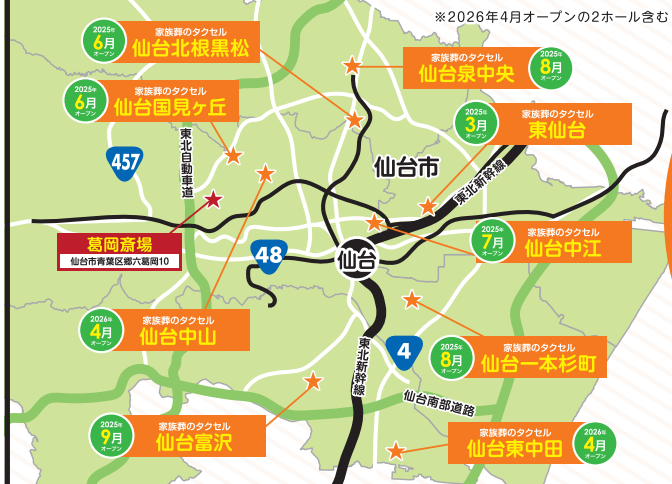 ※2026年4月オープンの2ホール含む
2025年
6月
オープン
家族葬のタクセル
仙台北根黒松
家族葬のタクセル
仙台泉中央
2025年
8月
オープン
2025年
6月
オープン
家族葬のタクセル
仙台国見ヶ丘
2025年
3月
オープン
家族葬のタクセル
東仙台
457
東北自動車道
仙台市
東北新幹線
葛岡斎場
仙台市青葉区郷六葛岡10
48
仙台
2025年
7月
オープン
家族葬のタクセル
仙台中江
2026年
4月
オープン
家族葬のタクセル
仙台中山
東北新幹線
4
2025年
8月
オープン
家族葬のタクセル
仙台一本杉町
仙台南部道路
2025年
9月
オープン
家族葬のタクセル
仙台富沢
家族葬のタクセル
仙台東中田
2026年
4月
オープン